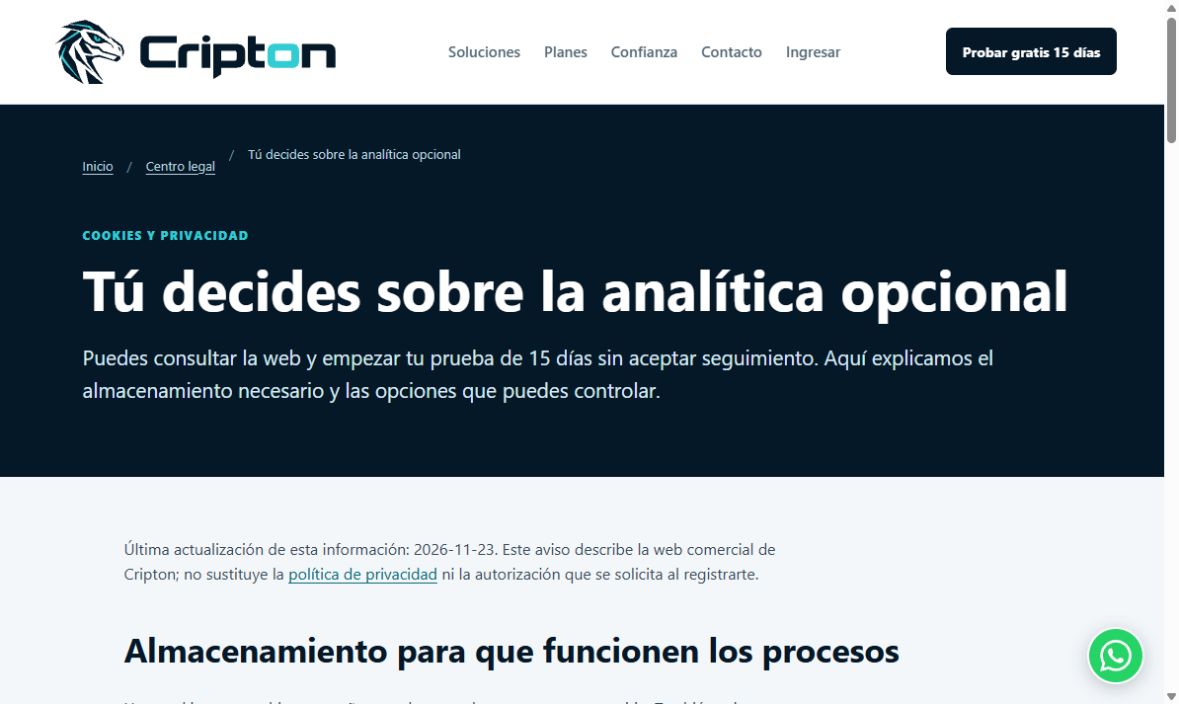 Cripton
Soluciones Planes Confianza Contacto Ingresar
Probar gratis 15 días
Inicio / Centro legal / Tú decides sobre la analítica opcional
COOKIES Y PRIVACIDAD
Tú decides sobre la analítica opcional
Puedes consultar la web y empezar tu prueba de 15 días sin aceptar seguimiento. Aquí explicamos el
almacenamiento necesario y las opciones que puedes controlar.
Última actualización de esta información: 2026-11-23. Este aviso describe la web comercial de
Cripton; no sustituye la política de privacidad ni la autorización que se solicita al registrarte.
Almacenamiento para que funcionen los procesos